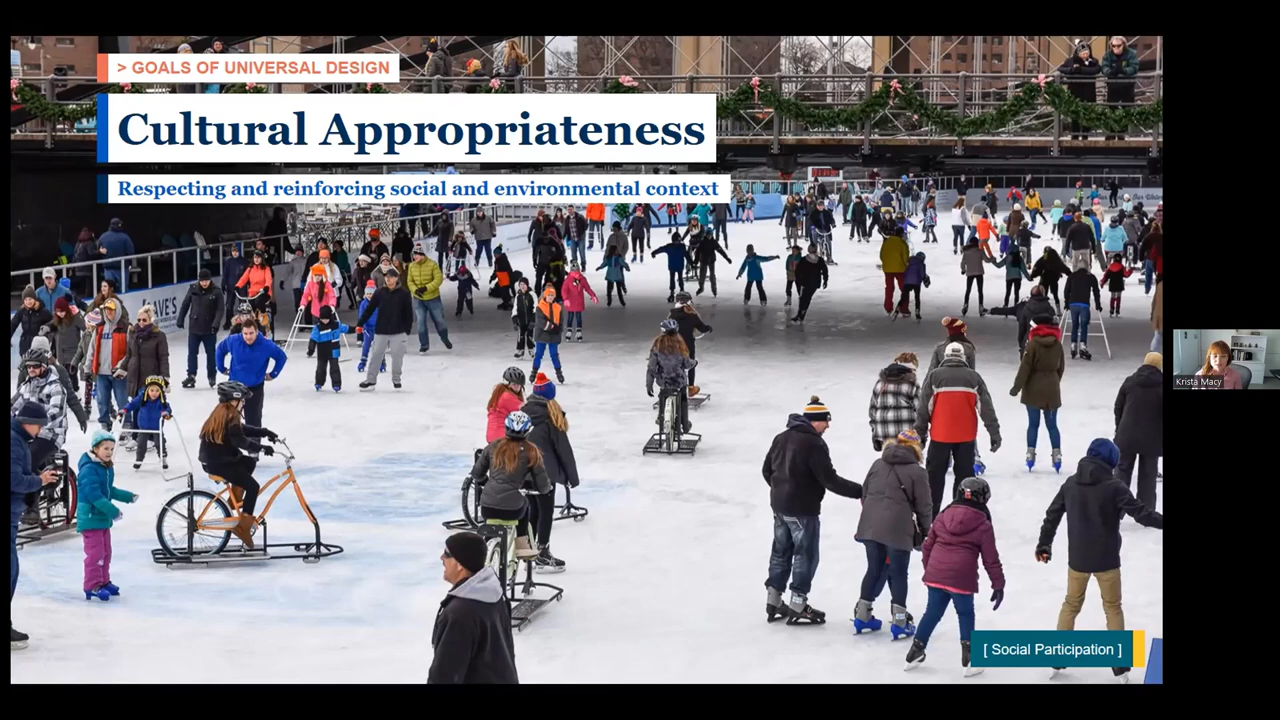 > GOALS OF UNIVERSAL DESIGN
Cultural Appropriateness
Respecting and reinforcing social and environmental context
Krista Macy
[ Social Participation ]